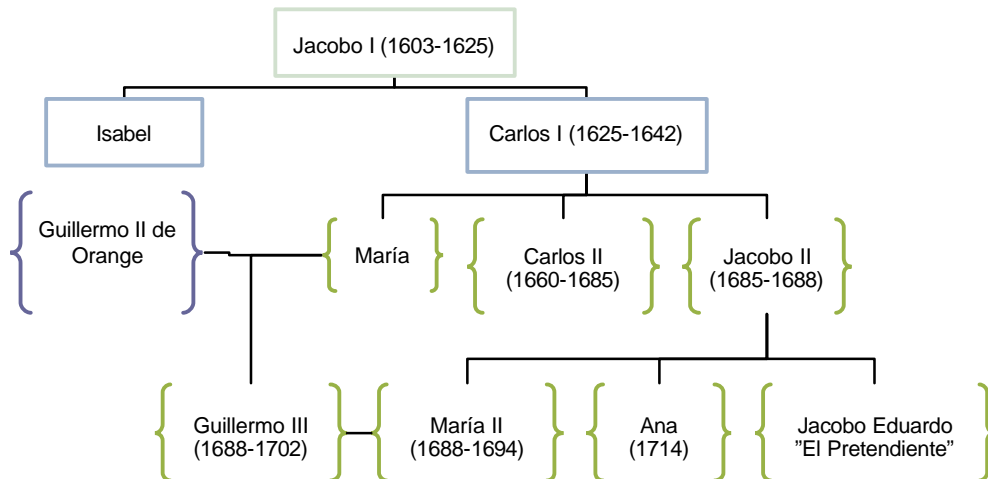 Jacobo I (1603-1625)
Isabel
Carlos I (1625-1642)
Guillermo II de
Orange
María
Carlos II
(1660-1685)
Jacobo II
(1685-1688)
Guillermo III
(1688-1702)
María II
(1688-1694)
Ana
(1714)
Jacobo Eduardo
”El Pretendiente”